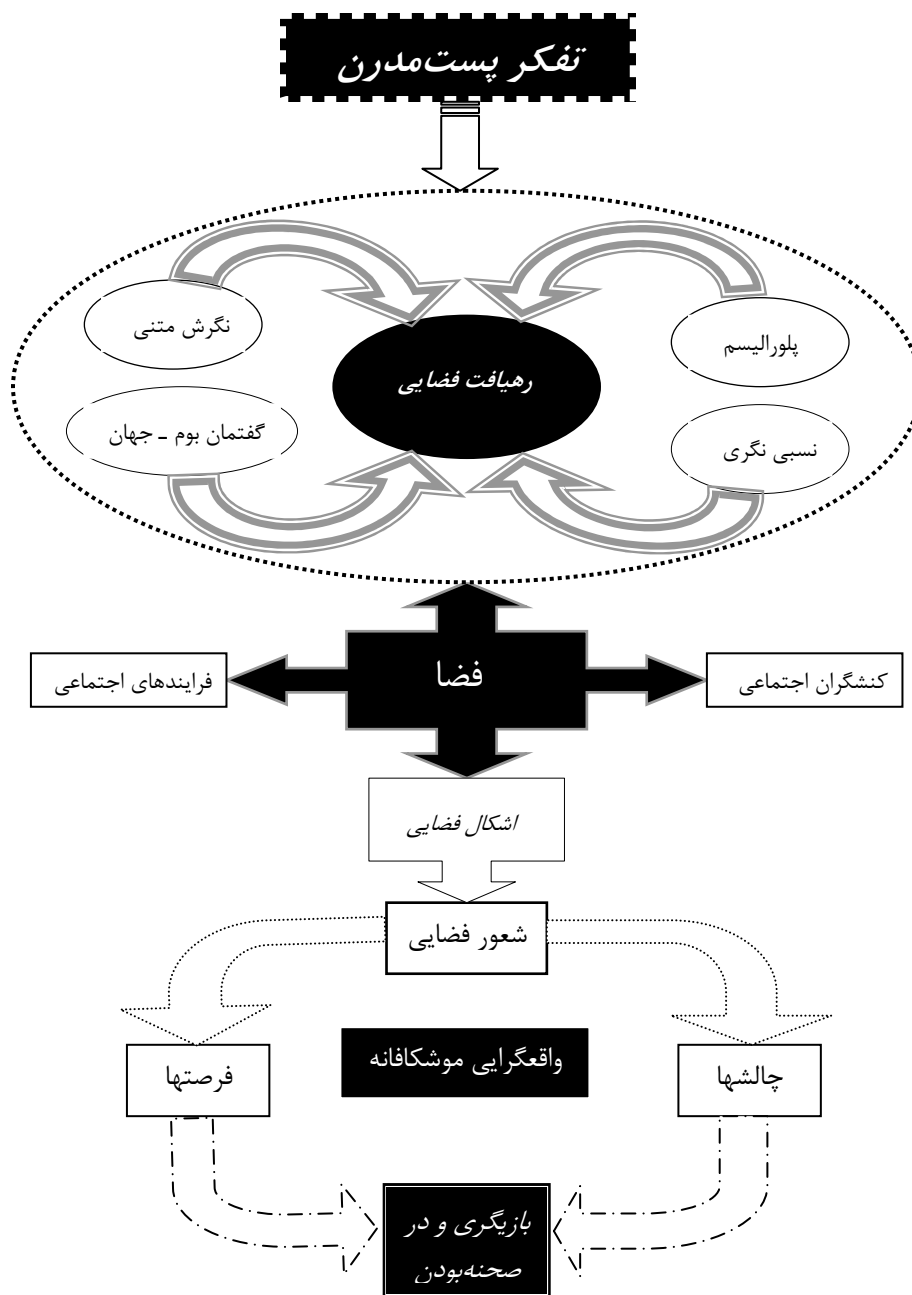 تفکر پست‌مدرن
پلورالیسم
نگرش متنی
رهیافت فضایی
نسبی نگری
گفتمان بوم ـ جهان
کنشگران اجتماعی
فضا
فرایندهای اجتماعی
اشکال فضایی
شعور فضایی
چالشها
واقعگرایی موشکافانه
فرصتها
بازیگری و در
صحنه‌بودن